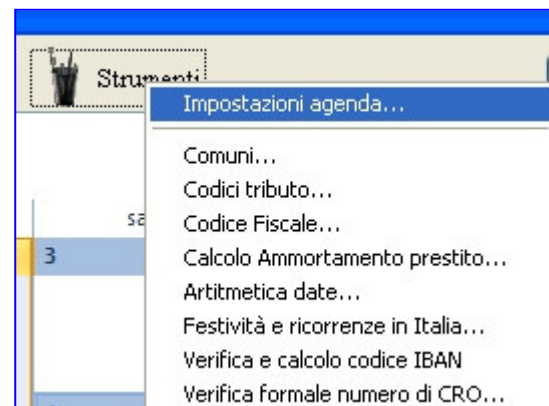 Strumenti
Impostazioni agenda...
Comuni...
Codici tributo...
Codice Fiscale...
3
Calcolo Ammortamento prestito...
Artitmetica date...
Festività e ricorrenze in Italia...
Verifica e calcolo codice IBAN
Verifica formale numero di CRO...